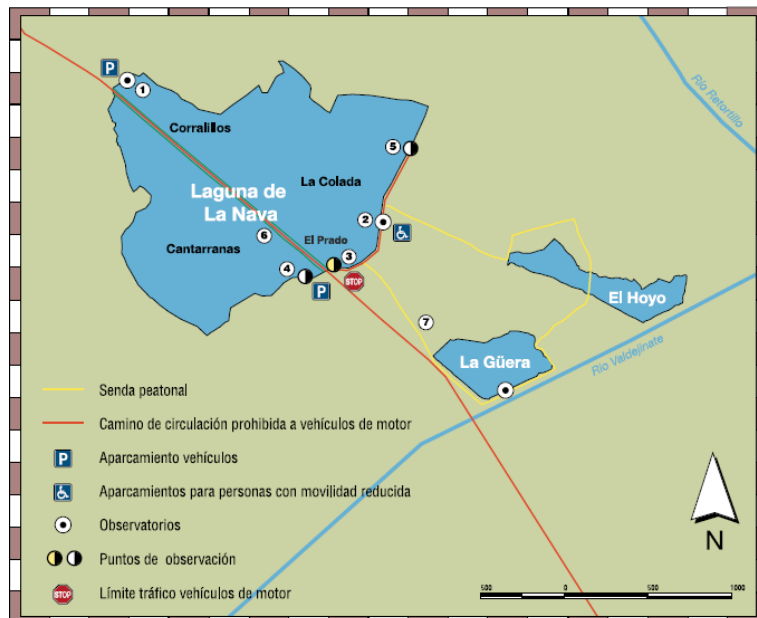 P
1
Corralillos
Río Retortillo
5
La Colada
Laguna de
La Nava
2
6
El Prado
Cantarranas
3
4
STOP
P
El Hoyo
7
La Güera
Río Valdejinate
Senda peatonal
Camino de circulación prohibida a vehículos de motor
P
Aparcamiento vehículos
Aparcamientos para personas con movilidad reducida
Observatorios
Puntos de observación
STOP
Límite tráfico vehículos de motor
N
500
0
500
1000